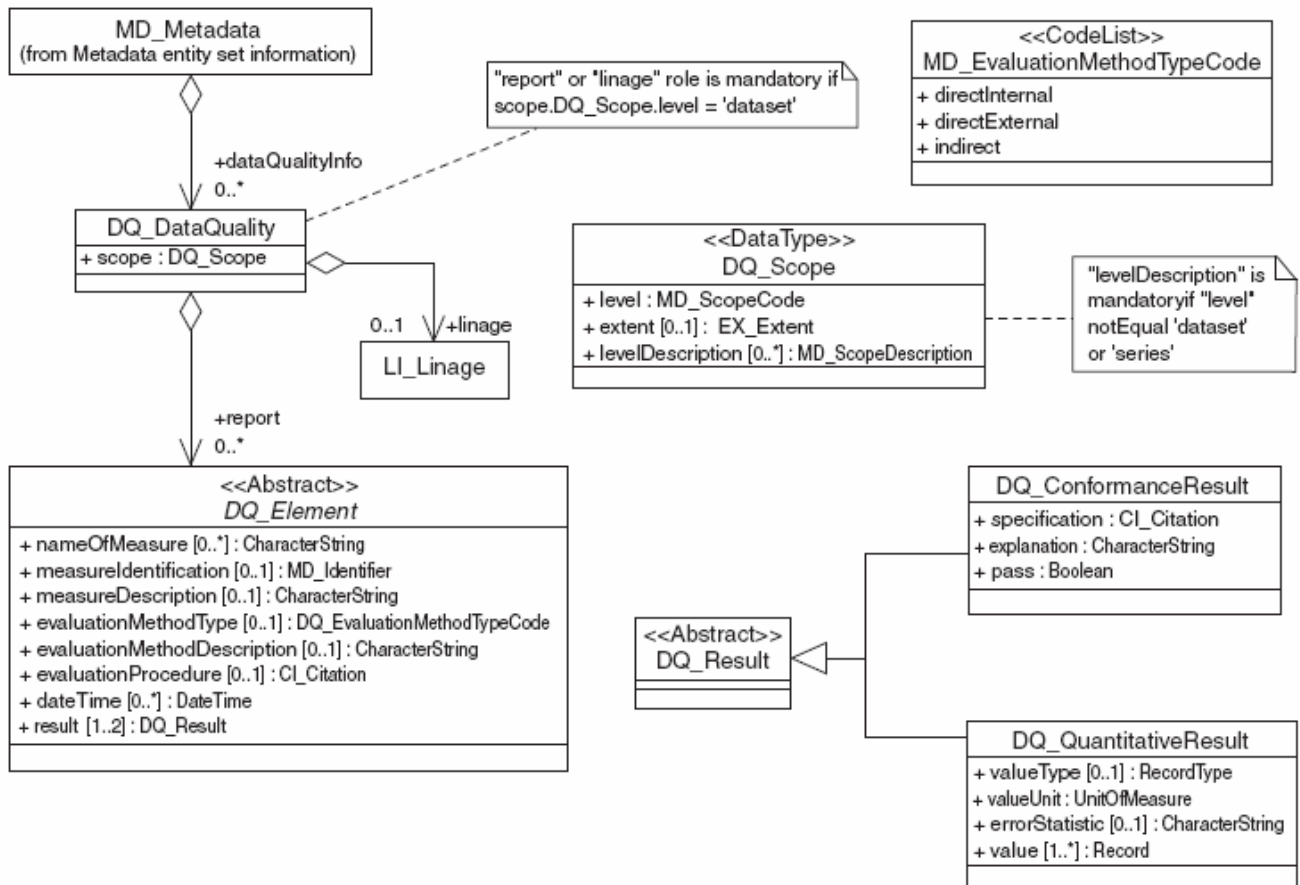 MD_Metadata
(from Metadata entity set information)
"report" or "linage" role is mandatory if
scope.DQ_Scope.level = 'dataset'
<<CodeList>>
MD_EvaluationMethodTypeCode
+ directInternal
+ directExternal
+ indirect
+dataQualityInfo
0..*
DQ_DataQuality
+ scope : DQ_Scope
<<DataType>>
DQ_Scope
+ level : MD_ScopeCode
+ extent [0..1] : EX_Extent
+ levelDescription [0..*] : MD_ScopeDescription
"levelDescription" is
mandatoryif "level"
notEqual 'dataset'
or 'series'
0..1 +linage
LI_Linage
+report
0..*
<<Abstract>>
DQ_Element
+ nameOfMeasure [0..*] : CharacterString
+ measureIdentification [0..1] : MD_Identifier
+ measureDescription [0..1] : CharacterString
+ evaluationMethodType [0..1] : DQ_EvaluationMethodTypeCode
+ evaluationMethodDescription [0..1] : CharacterString
+ evaluationProcedure [0..1] : CI_Citation
+ dateTime [0..*] : DateTime
+ result [1..2] : DQ_Result
<<Abstract>>
DQ_Result
DQ_ConformanceResult
+ specification : CI_Citation
+ explanation : CharacterString
+ pass : Boolean
DQ_QuantitativeResult
+ valueType [0..1] : RecordType
+ valueUnit : UnitOfMeasure
+ errorStatistic [0..1] : CharacterString
+ value [1..*] : Record